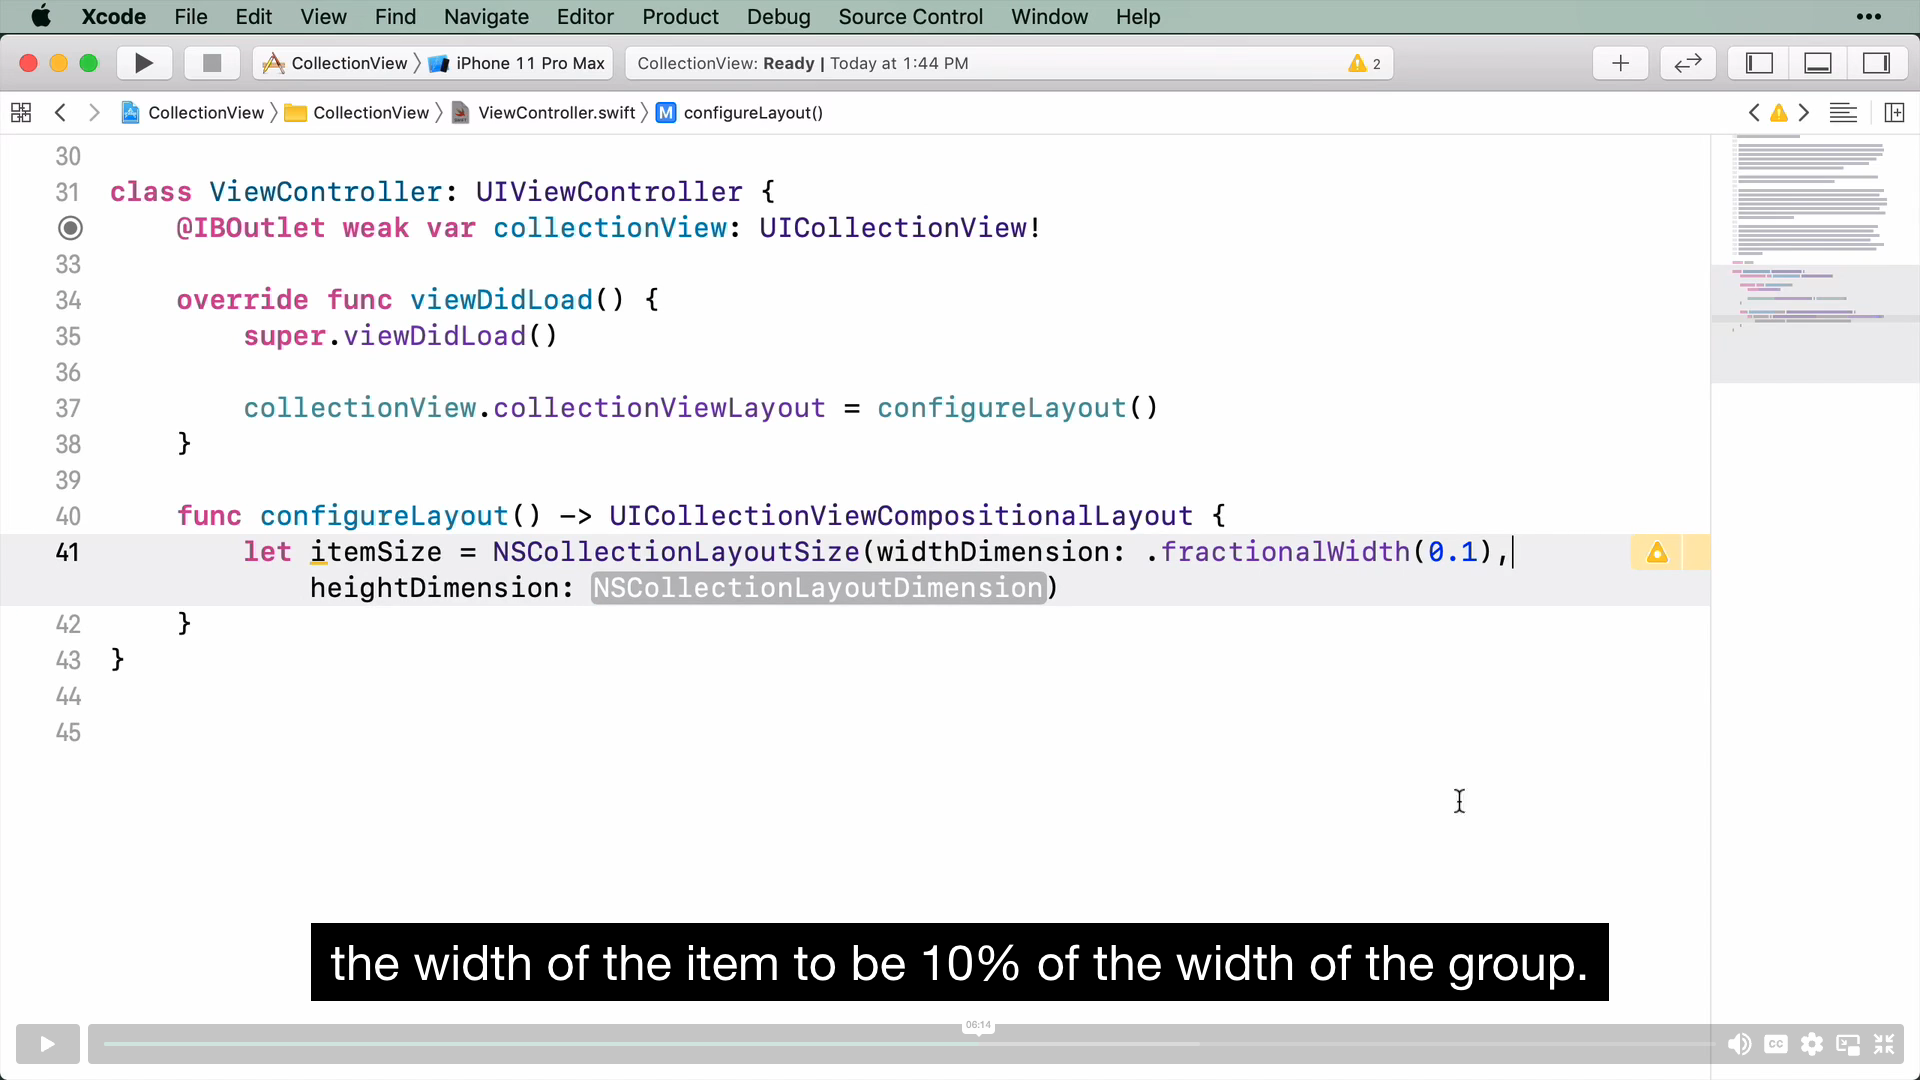 Xcode File Edit View Find Navigate Editor Product Debug Source Control Window Help •••
CollectionView 〉 iPhone 11 Pro Max CollectionView: Ready | Today at 1:44 PM 2
CollectionView 〉 CollectionView 〉 ViewController.swift 〉 M configureLayout()
30
31 class ViewController: UIViewController {
@IBOutlet weak var collectionView: UICollectionView!
33
34 override func viewDidLoad() {
35 super.viewDidLoad()
36
37 collectionView.collectionViewLayout = configureLayout()
38 }
39
40 func configureLayout() -> UICollectionViewCompositionalLayout {
41 let itemSize = NSCollectionLayoutSize(widthDimension: .fractionalWidth(0.1),
heightDimension: NSCollectionLayoutDimension)
42 }
43 }
44
45
the width of the item to be 10% of the width of the group.
06:14
CC